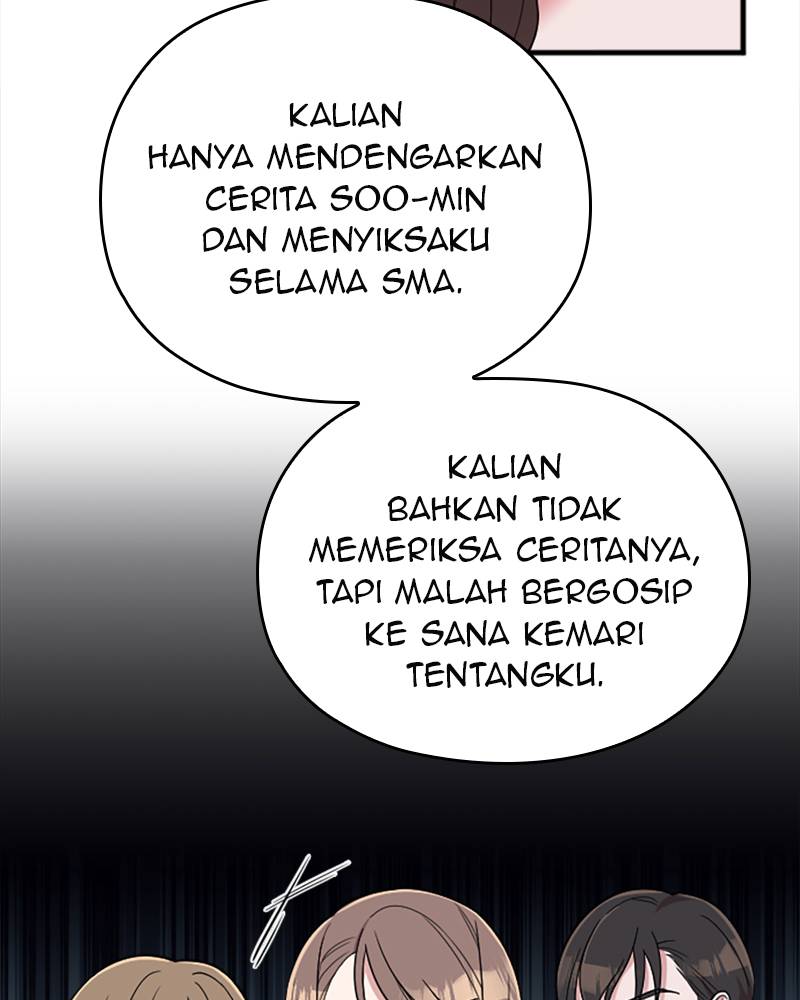 KALIAN
HANYA MENDENGARKAN
CERITA SOO-MIN
DAN MENYIKSAKU
SELAMA SMA.
KALIAN
BAHKAN TIDAK
MEMERIKSA CERITANYA,
TAPI MALAH BERGOSIP
KE SANA KEMARI
TENTANGKU.